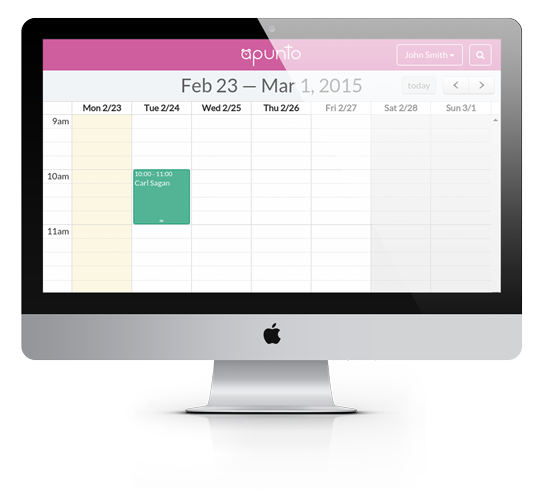 apunto
John Smith
Feb 23 — Mar 1, 2015
today
Mon 2/23 Tue 2/24 Wed 2/25 Thu 2/26 Fri 2/27 Sat 2/28 Sun 3/1
9am
10am
10:00 - 11:00
Carl Sagan
11am